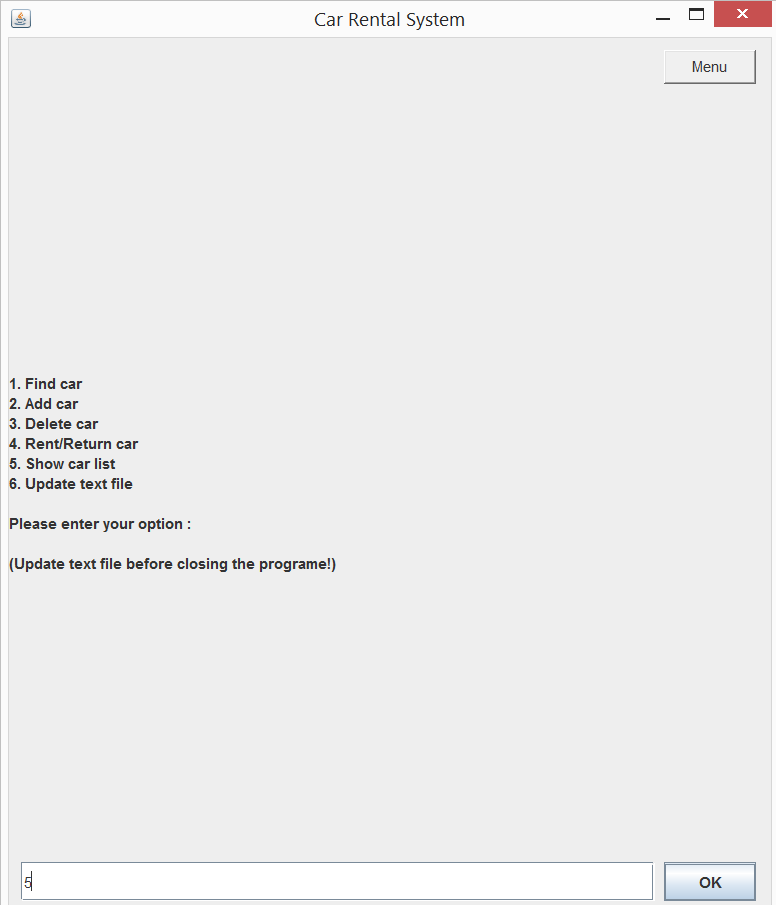 Car Rental System
Menu
1. Find car
2. Add car
3. Delete car
4. Rent/Return car
5. Show car list
6. Update text file
Please enter your option :
(Update text file before closing the programe!)
5
OK